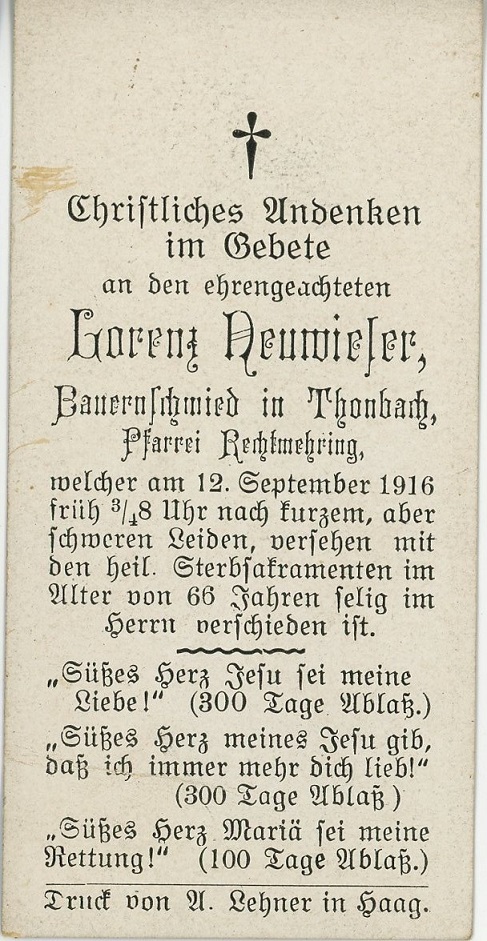 Christliches Andenken
im Gebete
an den ehrengeachteten
Lorenz Neuwieser,
Bauernschmied in Thonbach,
Pfarrei Rechtmehring,
welcher am 12. September 1916
früh ¾8 Uhr nach kurzem, aber
schweren Leiden, versehen mit
den heil. Sterbsakramenten im
Alter von 66 Jahren selig im
Herrn verschieden ist.
„Süßes Herz Jesu sei meine
Liebe!“ (300 Tage Ablaß.)
„Süßes Herz meines Jesu gib,
daß ich immer mehr dich lieb!“
(300 Tage Ablaß)
„Süßes Herz Mariä sei meine
Rettung!“ (100 Tage Ablaß.)
Druck von A. Lehner in Haag.